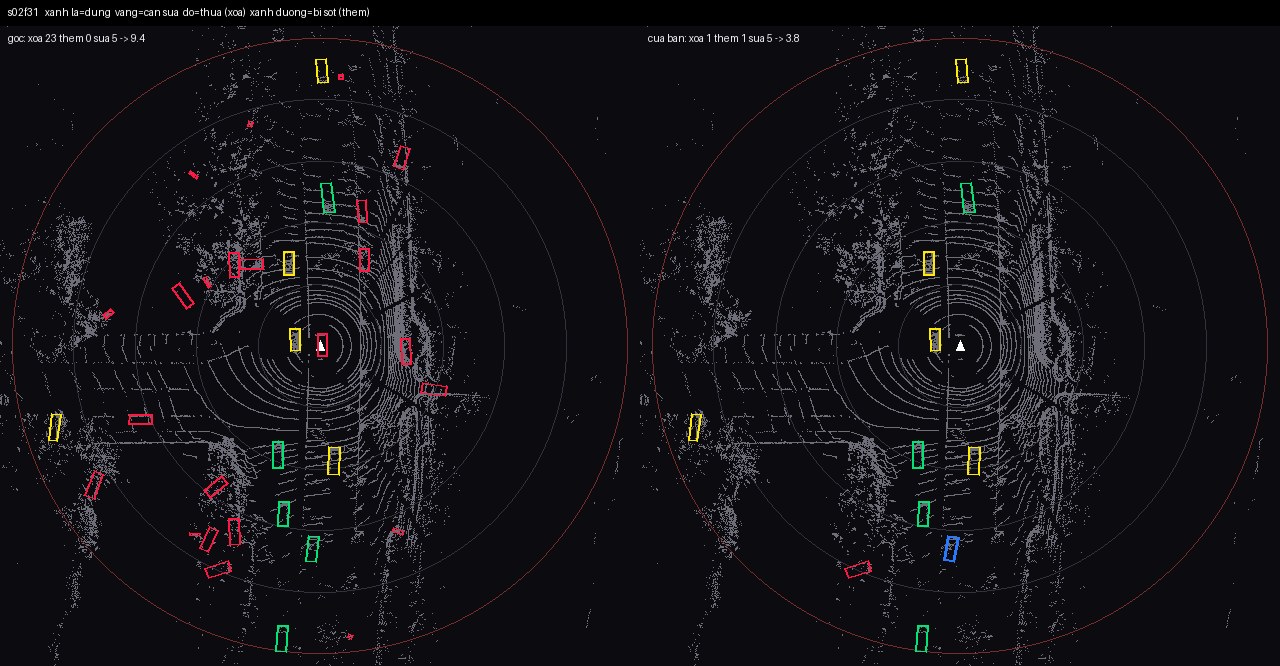 s02f31 xanh la=dung vang=can sua do=thua (xoa) xanh duong=bi sot (them)
goc: xoa 23 them 0 sua 5 -> 9.4
cua ban: xoa 1 them 1 sua 5 -> 3.8